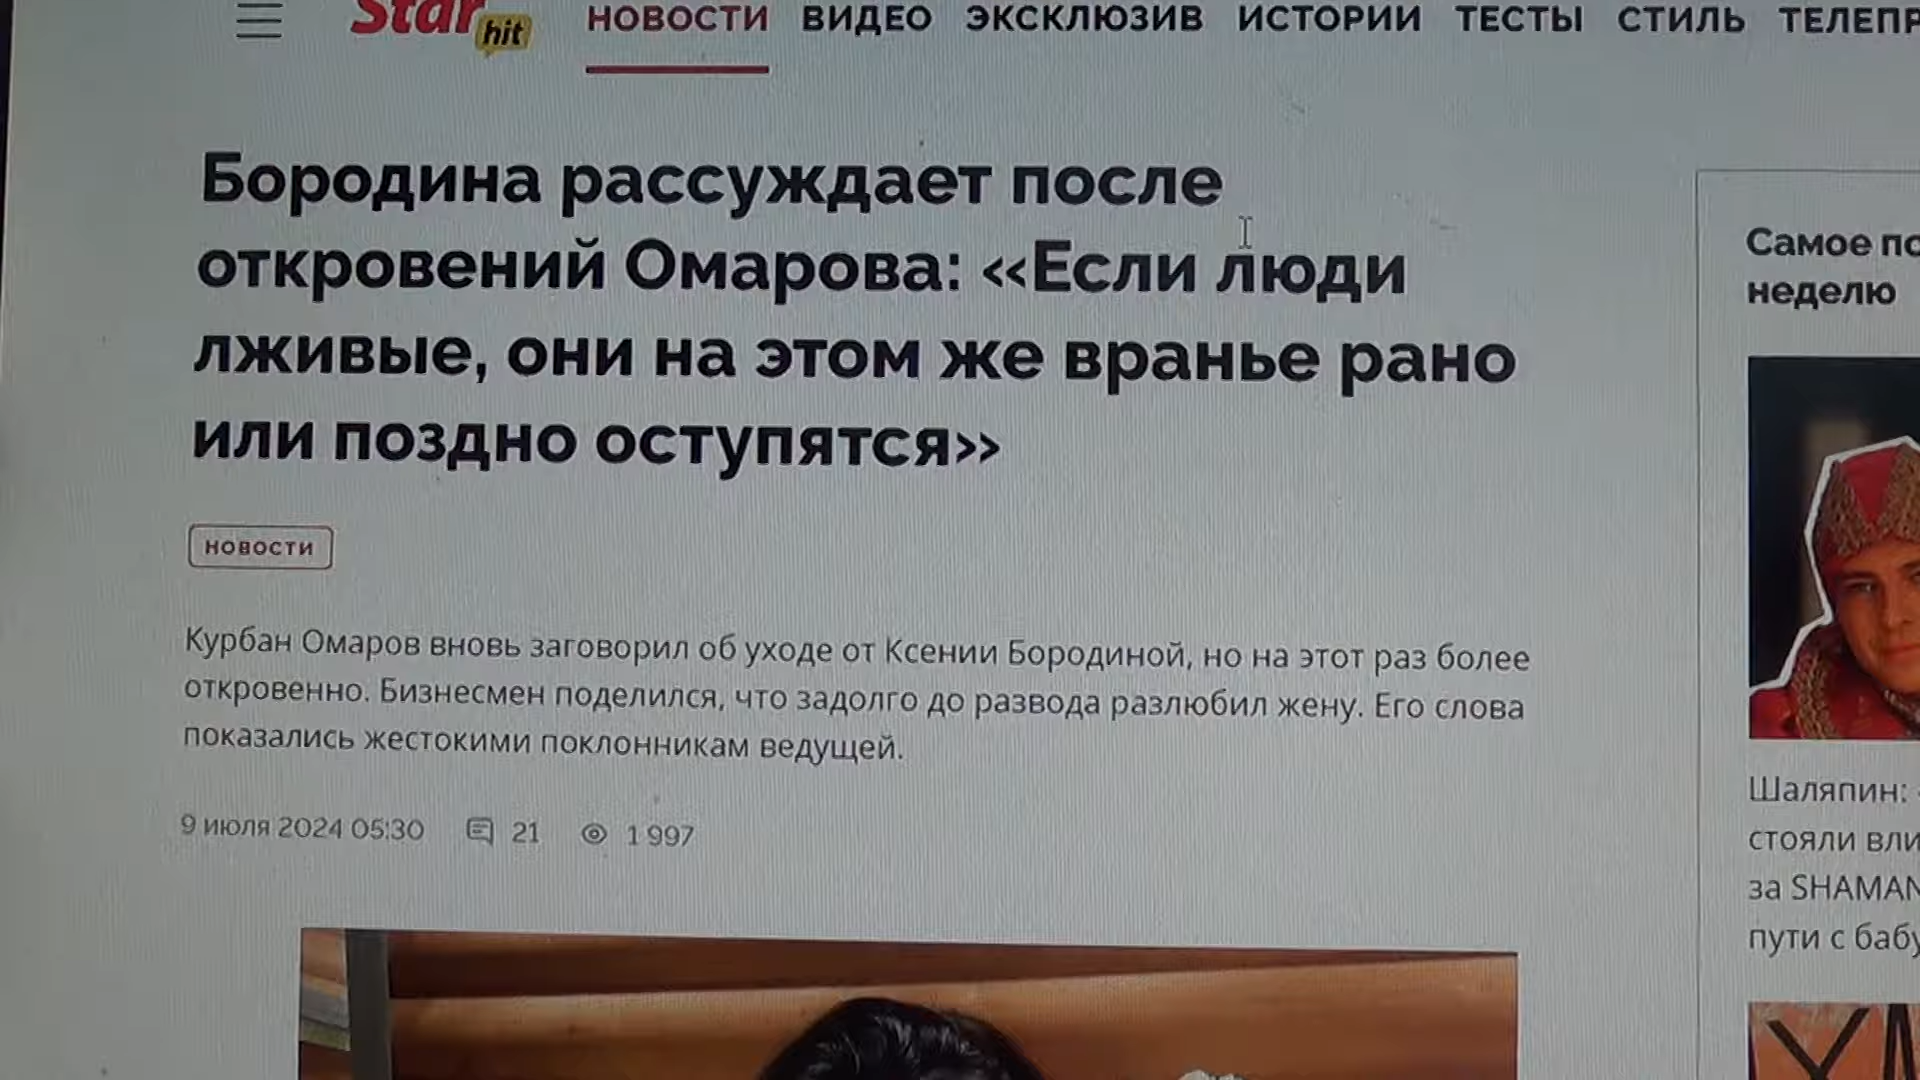 Star hit
НОВОСТИ ВИДЕО ЭКСКЛЮЗИВ ИСТОРИИ ТЕСТЫ СТИЛЬ
Бородина рассуждает после
откровений Омарова: «Если люди
лживые, они на этом же вранье рано
или поздно оступятся»
НОВОСТИ
Курбан Омаров вновь заговорил об уходе от Ксении Бородиной, но на этот раз более
откровенно. Бизнесмен поделился, что задолго до развода разлюбил жену. Его слова
показались жестокими поклонникам ведущей.
9 июля 2024 05:30 21 1 997
Самое
неделю
Шаляпин:
стояли
за SHAMAN
пути с